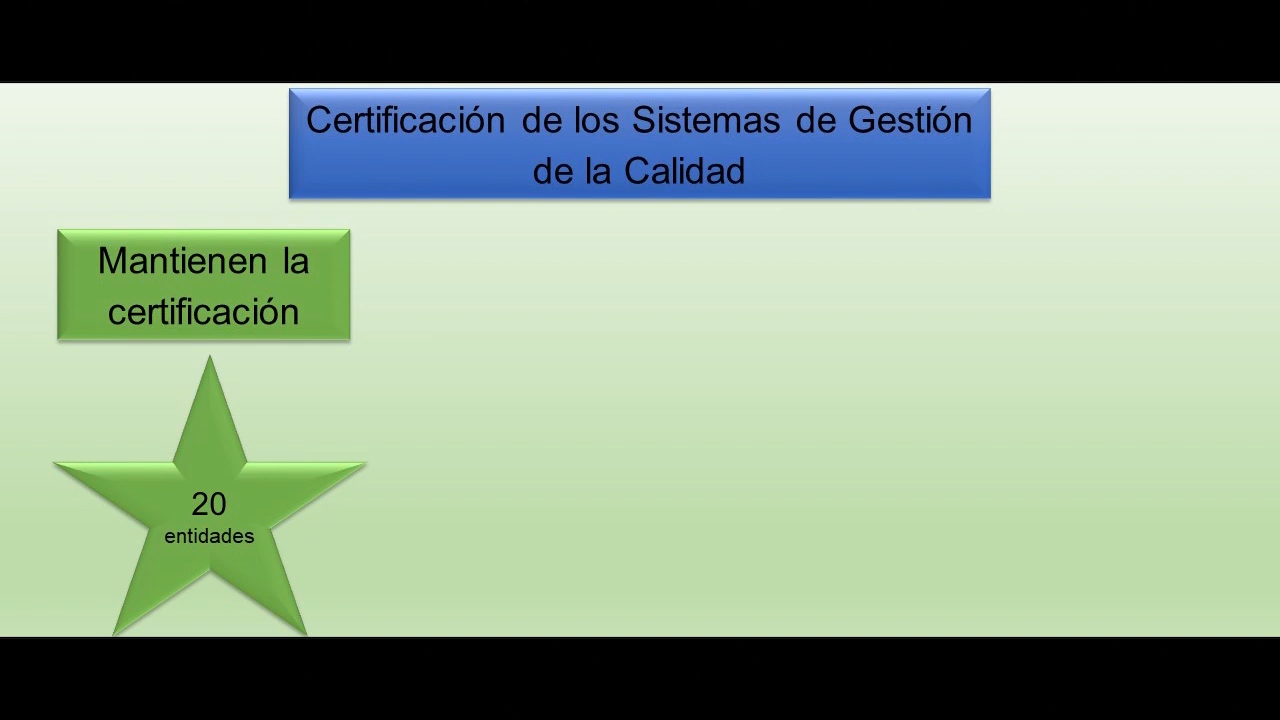 Certificación de los Sistemas de Gestión
de la Calidad
Mantienen la
certificación
20
entidades